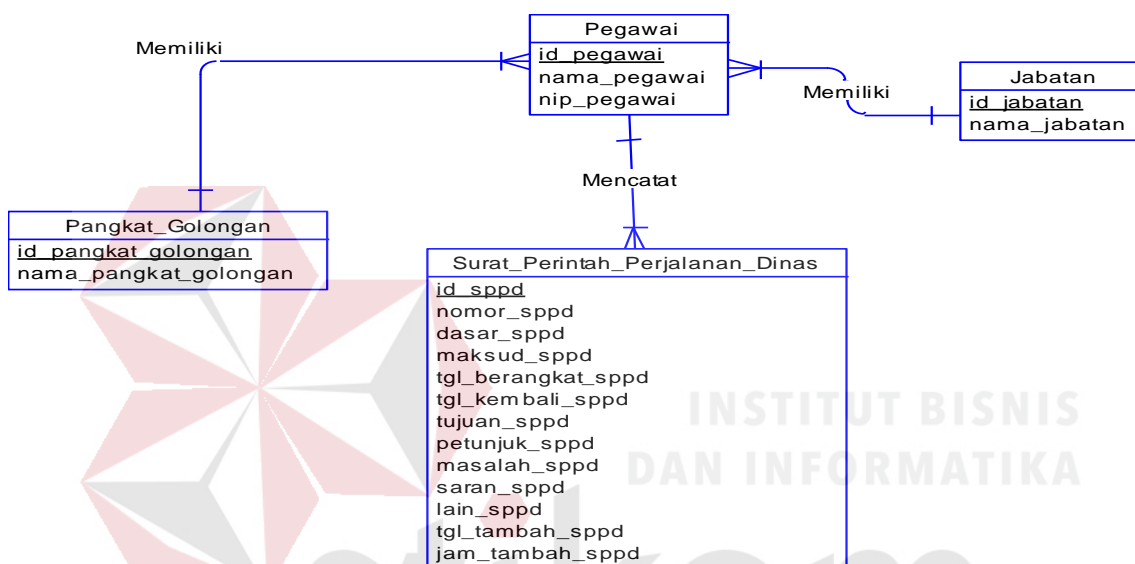 Pegawai
id_pegawai
nama_pegawai
nip_pegawai
Memiliki
Memiliki
Jabatan
id_jabatan
nama_jabatan
Mencatat
Pangkat_Golongan
id_pangkat_golongan
nama_pangkat_golongan
Surat_Perintah_Perjalanan_Dinas
id_sppd
nomor_sppd
dasar_sppd
maksud_sppd
tgl_berangkat_sppd
tgl_kembali_sppd
tujuan_sppd
petunjuk_sppd
masalah_sppd
saran_sppd
lain_sppd
tgl_tambah_sppd
jam_tambah_sppd
INSTITUT BISNIS
DAN INFORMATIKA